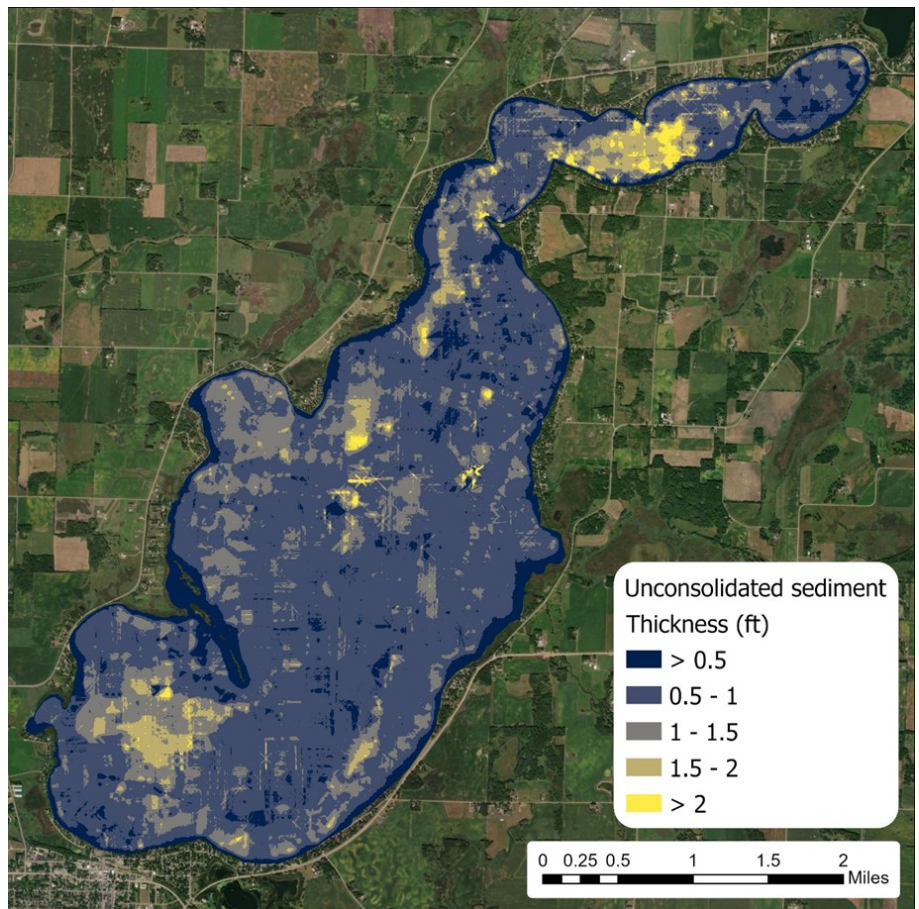 Unconsolidated sediment
Thickness (ft)
> 0.5
0.5 - 1
1 - 1.5
1.5 - 2
> 2
0 0.25 0.5 1 1.5 2
Miles